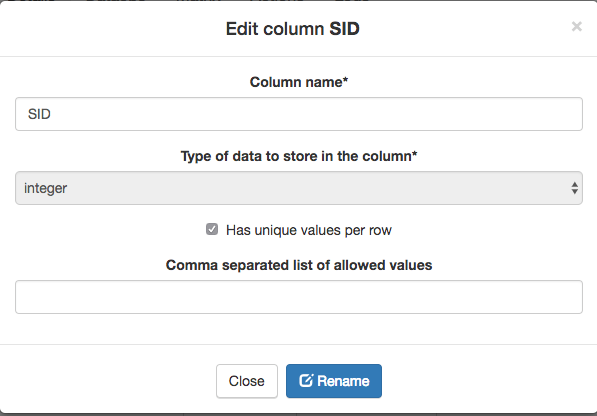 Edit column SID
×
Column name*
SID
Type of data to store in the column*
integer
Has unique values per row
Comma separated list of allowed values
Close
Rename